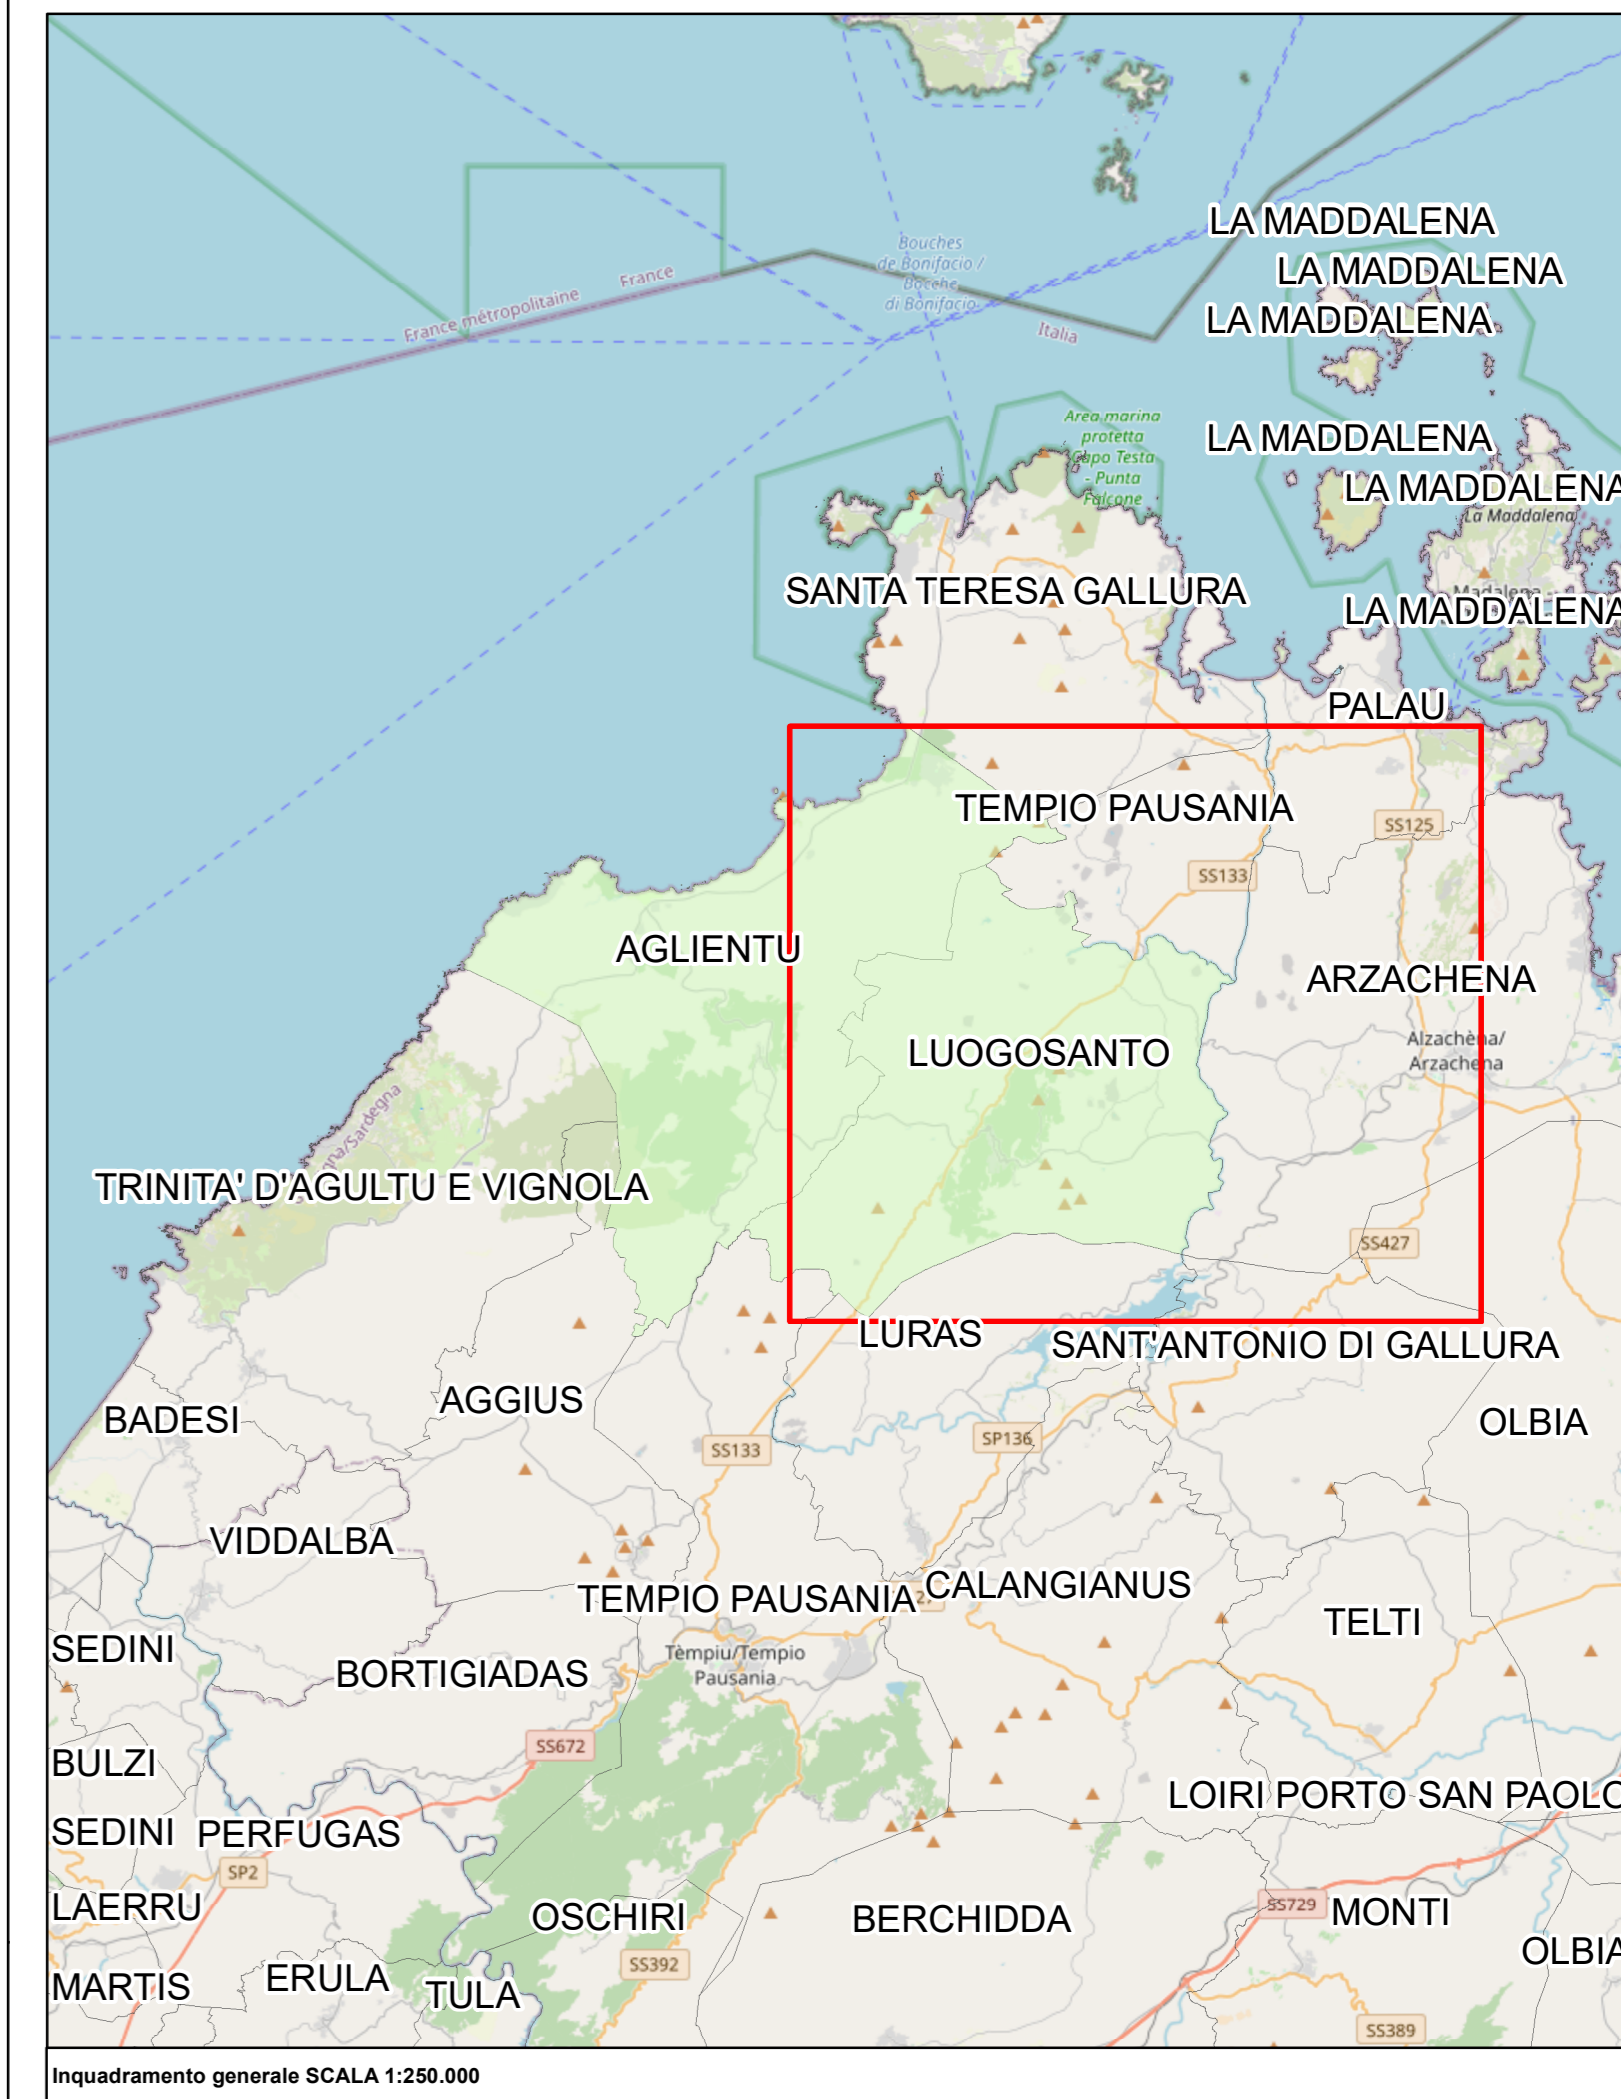 LA MADDALENA
Bouches
de Bonifacio /
Bocche
di Bonifacio
LA MADDALENA
France
France métropolitaine
LA MADDALENA
Italia
Area marina
protetta
Capo Testa
- Punta
Falcone
LA MADDALENA
LA MADDALENA
La Maddalena
SANTA TERESA GALLURA
LA MADDALENA
PALAU
TEMPIO PAUSANIA
SS125
SS133
AGLIENTU
ARZACHENA
LUOGOSANTO
Alzachèna/
Arzachena
gna/Sardegna
TRINITA' D'AGULTU E VIGNOLA
SS427
LURAS
SANT'ANTONIO DI GALLURA
AGGIUS
BADESI
OLBIA
SS133
SP136
VIDDALBA
TEMPIO PAUSANIA
CALANGIANUS
TELTI
SEDINI
Tèmpiu/Tempio
Pausania
BORTIGIADAS
SS672
BULZI
LOIRI PORTO SAN PAOLO
SEDINI
PERFUGAS
SP2
LAERRU
OSCHIRI
BERCHIDDA
SS729
MONTI
OLBIA
SS392
MARTIS
ERULA
TULA
SS389
Inquadramento generale SCALA 1:250.000